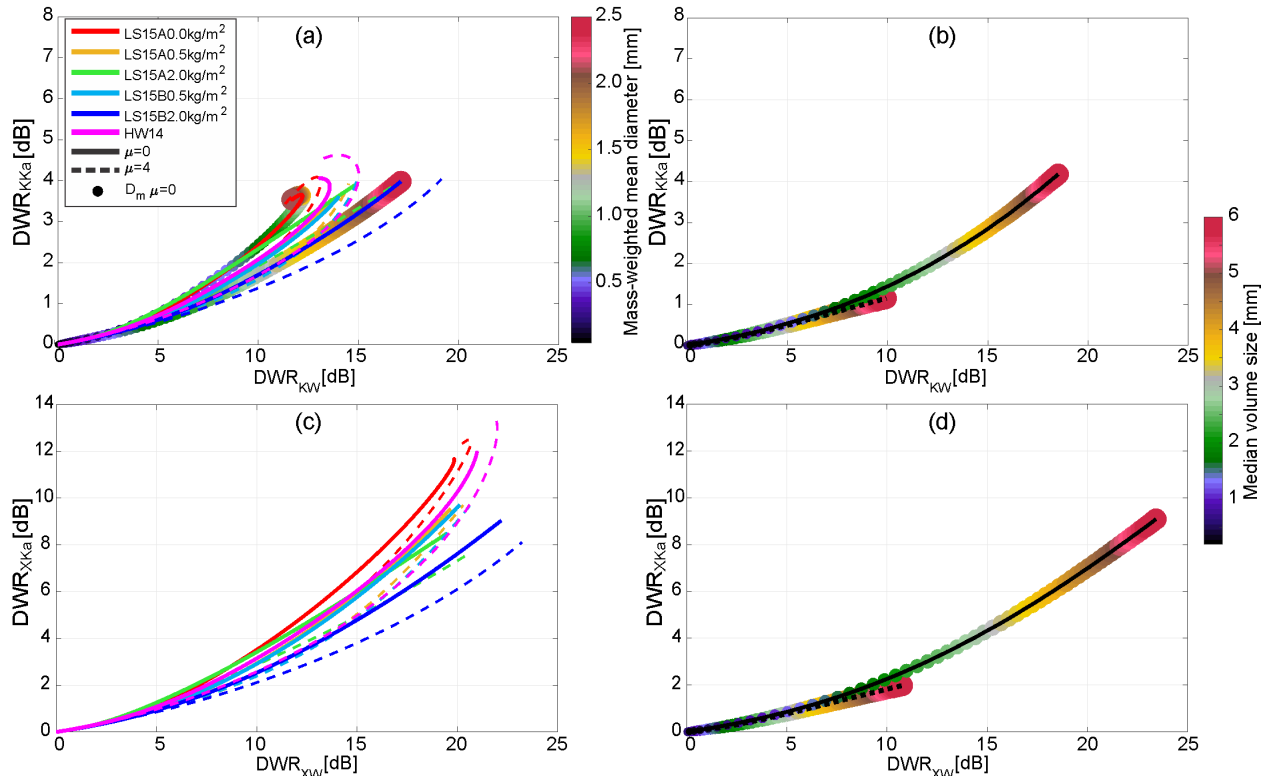 (a)
LS15A0.0kg/m²
LS15A0.5kg/m²
LS15A2.0kg/m²
LS15B0.5kg/m²
LS15B2.0kg/m²
HW14
μ=0
μ=4
D_m μ=0
8
7
6
5
4
3
2
1
0
DWR_KKa[dB]
0 5 10 15 20 25
DWR_KW[dB]
2.5
2.0
1.5
1.0
0.5
Mass-weighted mean diameter [mm]
(b)
8
7
6
5
4
3
2
1
0
DWR_KKa[dB]
0 5 10 15 20 25
DWR_KW[dB]
(c)
14
12
10
8
6
4
2
0
DWR_XKa[dB]
0 5 10 15 20 25
DWR_XW[dB]
(d)
14
12
10
8
6
4
2
0
DWR_XKa[dB]
0 5 10 15 20 25
DWR_XW[dB]
6
5
4
3
2
1
Median volume size [mm]